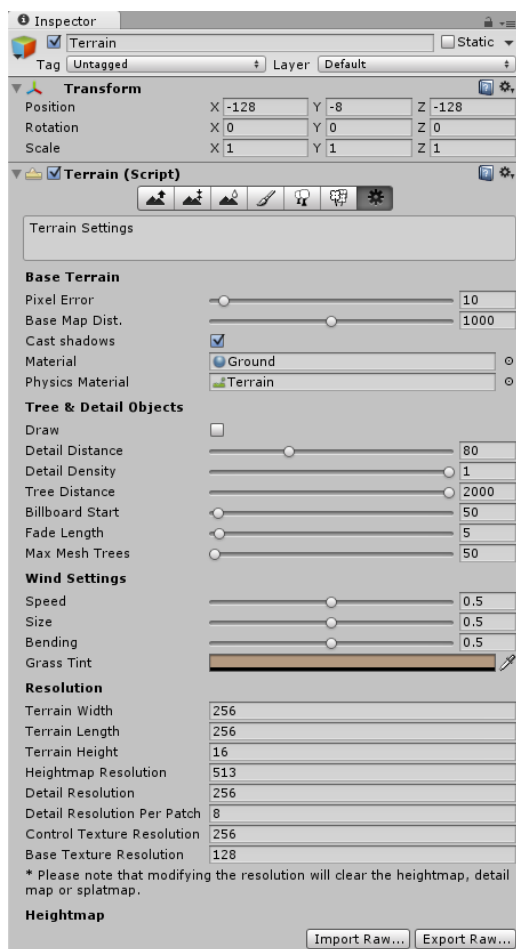 Inspector
Terrain Static
Tag Untagged Layer Default
Transform
Position X -128 Y -8 Z -128
Rotation X 0 Y 0 Z 0
Scale X 1 Y 1 Z 1
Terrain (Script)
Terrain Settings
Base Terrain
Pixel Error 10
Base Map Dist. 1000
Cast shadows
Material Ground
Physics Material Terrain
Tree & Detail Objects
Draw
Detail Distance 80
Detail Density 1
Tree Distance 2000
Billboard Start 50
Fade Length 5
Max Mesh Trees 50
Wind Settings
Speed 0.5
Size 0.5
Bending 0.5
Grass Tint
Resolution
Terrain Width 256
Terrain Length 256
Terrain Height 16
Heightmap Resolution 513
Detail Resolution 256
Detail Resolution Per Patch 8
Control Texture Resolution 256
Base Texture Resolution 128
* Please note that modifying the resolution will clear the heightmap, detail
map or splatmap.
Heightmap
Import Raw... Export Raw...